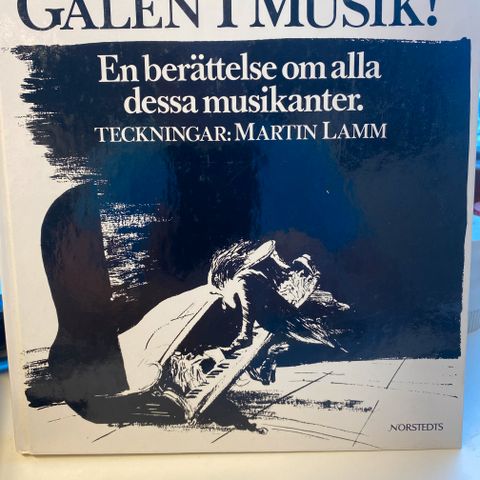 GALEN I MUSIK!
En berättelse om alla
dessa musikanter.
TECKNINGAR: MARTIN LAMM
NORSTEDTS